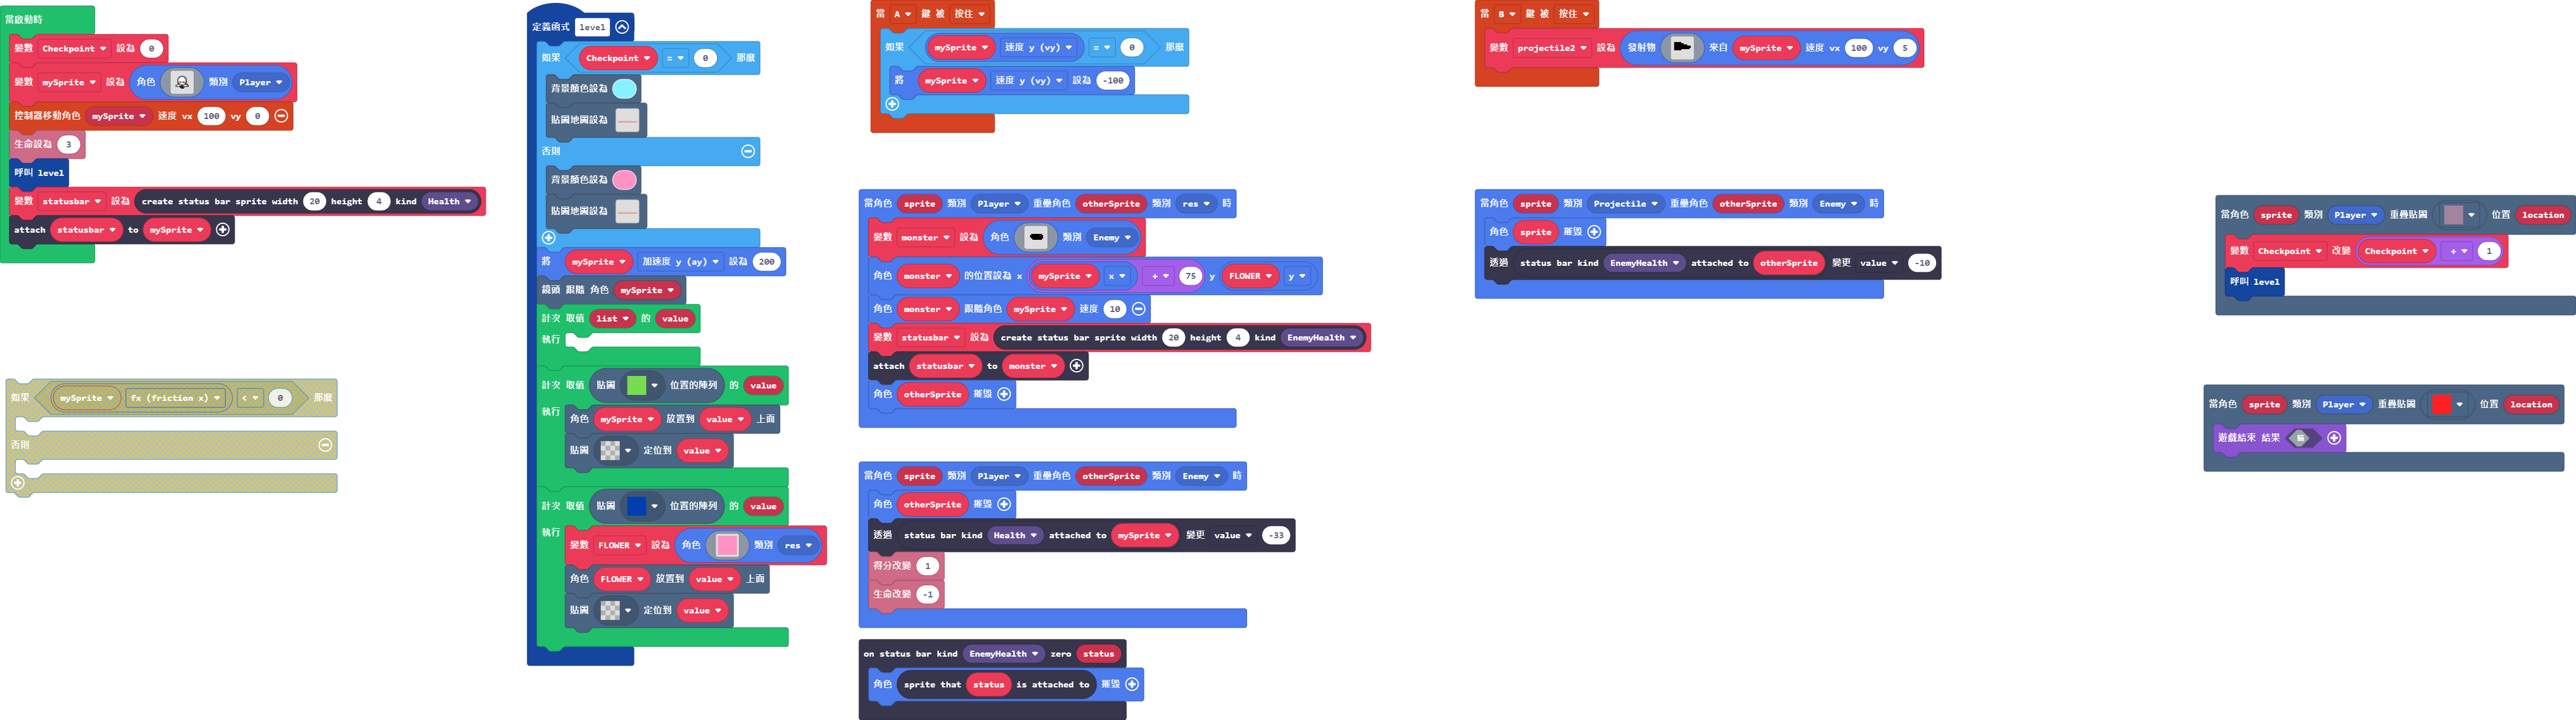 當啟動時
變數 Checkpoint 設為 0
變數 mySprite 設為 角色 類別 Player
控制器移動角色 mySprite 速度 vx 100 vy 0
生命設為 3
呼叫 level
變數 statusbar 設為 create status bar sprite width 20 height 4 kind Health
attach statusbar to mySprite
如果 mySprite fx (friction x) < 0 那麼
否則
定義函式 level
如果 Checkpoint = 0 那麼
背景顏色設為
貼圖地圖設為
否則
背景顏色設為
貼圖地圖設為
將 mySprite 加速度 y (ay) 設為 200
鏡頭 跟隨 角色 mySprite
計次 取值 list 的 value
執行
計次 取值 貼圖 位置的陣列 的 value
執行
角色 mySprite 放置到 value 上面
貼圖 定位到 value
計次 取值 貼圖 位置的陣列 的 value
執行
變數 FLOWER 設為 角色 類別 res
角色 FLOWER 放置到 value 上面
貼圖 定位到 value
當 A 鍵 被 按住
如果 mySprite 速度 y (vy) = 0 那麼
將 mySprite 速度 y (vy) 設為 -100
當角色 sprite 類別 Player 重疊角色 otherSprite 類別 res 時
變數 monster 設為 角色 類別 Enemy
角色 monster 的位置設為 x mySprite x + 75 y FLOWER y
角色 monster 跟隨角色 mySprite 速度 10
變數 statusbar 設為 create status bar sprite width 20 height 4 kind EnemyHealth
attach statusbar to monster
角色 otherSprite 摧毀
當角色 sprite 類別 Player 重疊角色 otherSprite 類別 Enemy 時
角色 otherSprite 摧毀
透過 status bar kind Health attached to mySprite 變更 value -33
得分改變 1
生命改變 -1
on status bar kind EnemyHealth zero status
角色 sprite that status is attached to 摧毀
當 B 鍵 被 按住
變數 projectile2 設為 發射物 來自 mySprite 速度 vx 100 vy 5
當角色 sprite 類別 Projectile 重疊角色 otherSprite 類別 Enemy 時
角色 sprite 摧毀
透過 status bar kind EnemyHealth attached to otherSprite 變更 value -10
當角色 sprite 類別 Player 重疊貼圖 位置 location
變數 Checkpoint 改變 Checkpoint + 1
呼叫 level
當角色 sprite 類別 Player 重疊貼圖 位置 location
遊戲結束 結果 輸